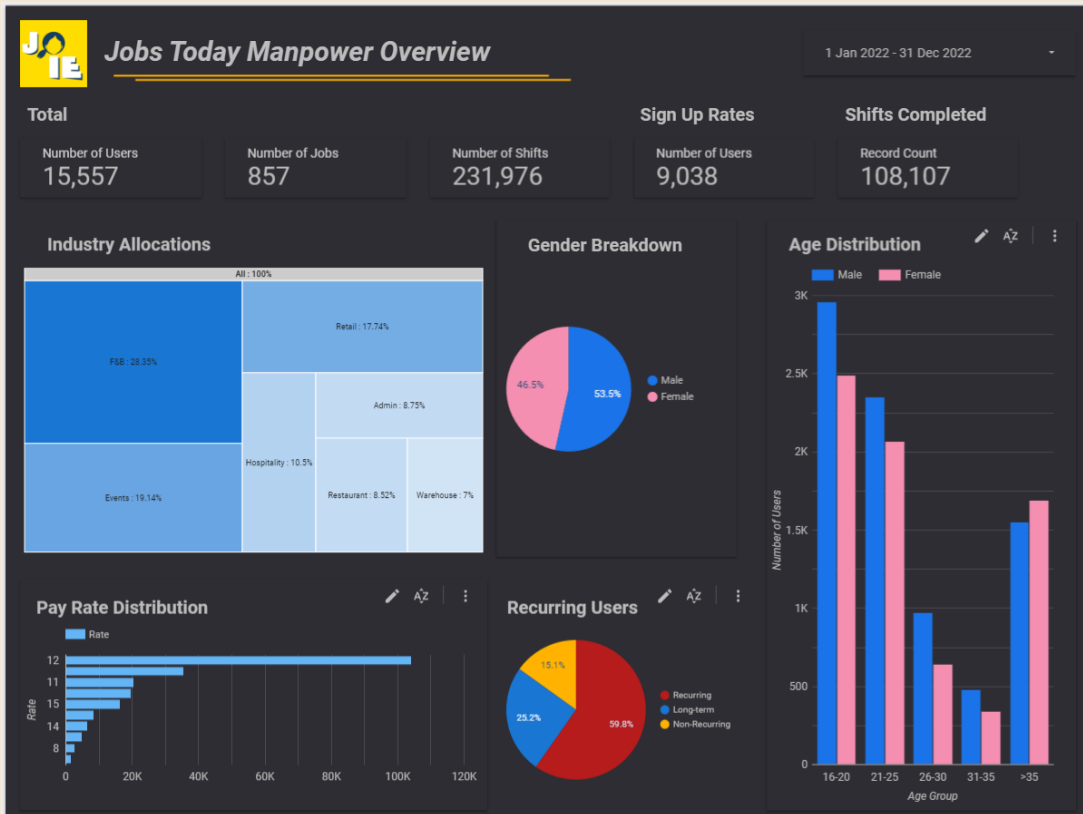 JOIE
Jobs Today Manpower Overview
1 Jan 2022 - 31 Dec 2022
Total
Sign Up Rates
Shifts Completed
Number of Users
15,557
Number of Jobs
857
Number of Shifts
231,976
Number of Users
9,038
Record Count
108,107
Industry Allocations
All : 100%
F&B : 28.35%
Retail : 17.74%
Events : 19.14%
Hospitality : 10.5%
Admin : 8.75%
Restaurant : 8.52%
Warehouse : 7%
Gender Breakdown
46.5%
53.5%
Male
Female
Age Distribution
AZ
Male
Female
3K
2.5K
2K
1.5K
1K
500
0
Number of Users
16-20
21-25
26-30
31-35
>35
Age Group
Pay Rate Distribution
AZ
Rate
Rate
12
11
15
14
8
0
20K
40K
60K
80K
100K
120K
Recurring Users
AZ
15.1%
25.2%
59.8%
Recurring
Long-term
Non-Recurring